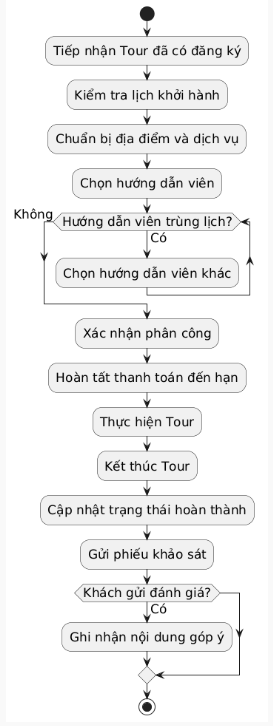 Tiếp nhận Tour đã có đăng ký
Kiểm tra lịch khởi hành
Chuẩn bị địa điểm và dịch vụ
Chọn hướng dẫn viên
Không
Hướng dẫn viên trùng lịch?
Có
Chọn hướng dẫn viên khác
Xác nhận phân công
Hoàn tất thanh toán đến hạn
Thực hiện Tour
Kết thúc Tour
Cập nhật trạng thái hoàn thành
Gửi phiếu khảo sát
Khách gửi đánh giá?
Có
Ghi nhận nội dung góp ý